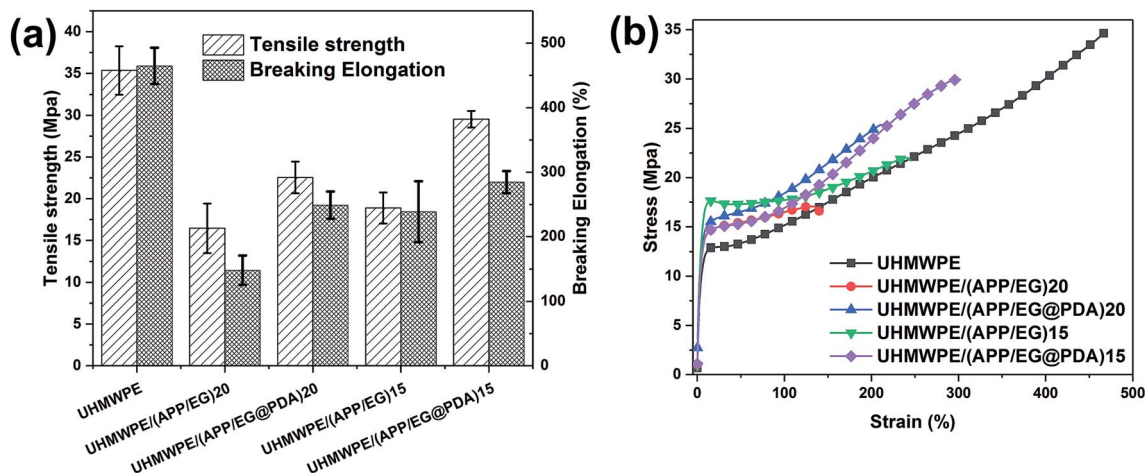 (a)
Tensile strength
Breaking Elongation
Tensile strength (Mpa)
40
35
30
25
20
15
10
5
0
500
400
300
200
100
0
Breaking Elongation (%)
UHMWPE
UHMWPE/(APP/EG)20
UHMWPE/(APP/EG@PDA)20
UHMWPE/(APP/EG)15
UHMWPE/(APP/EG@PDA)15
(b)
Stress (Mpa)
35
30
25
20
15
10
5
0
UHMWPE
UHMWPE/(APP/EG)20
UHMWPE/(APP/EG@PDA)20
UHMWPE/(APP/EG)15
UHMWPE/(APP/EG@PDA)15
0 100 200 300 400 500
Strain (%)